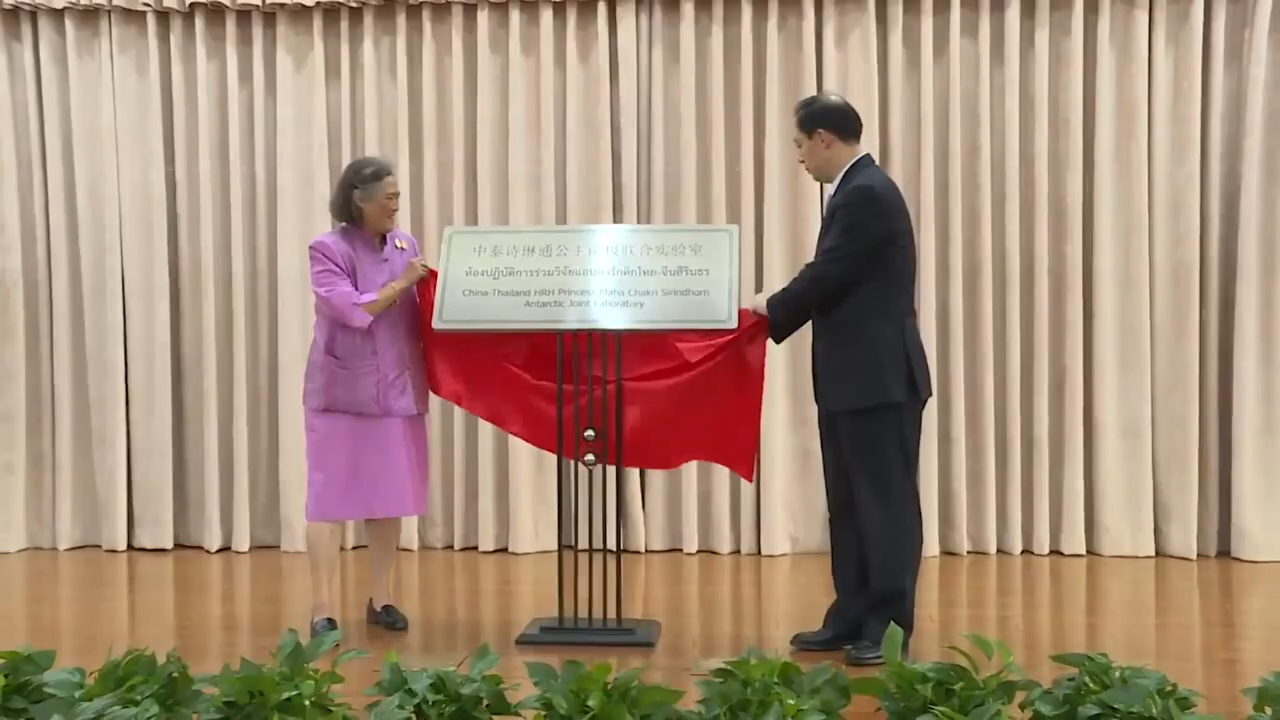 中泰诗琳通公主南极联合实验室
ห้องปฏิบัติการร่วมวิจัยแอนตาร์กติกไทย-จีนสิรินธร
China-Thailand HRH Princess Maha Chakri Sirindhorn
Antarctic Joint Laboratory